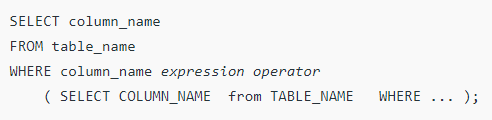 SELECT column_name
FROM table_name
WHERE column_name expression operator
( SELECT COLUMN_NAME from TABLE_NAME WHERE ... );